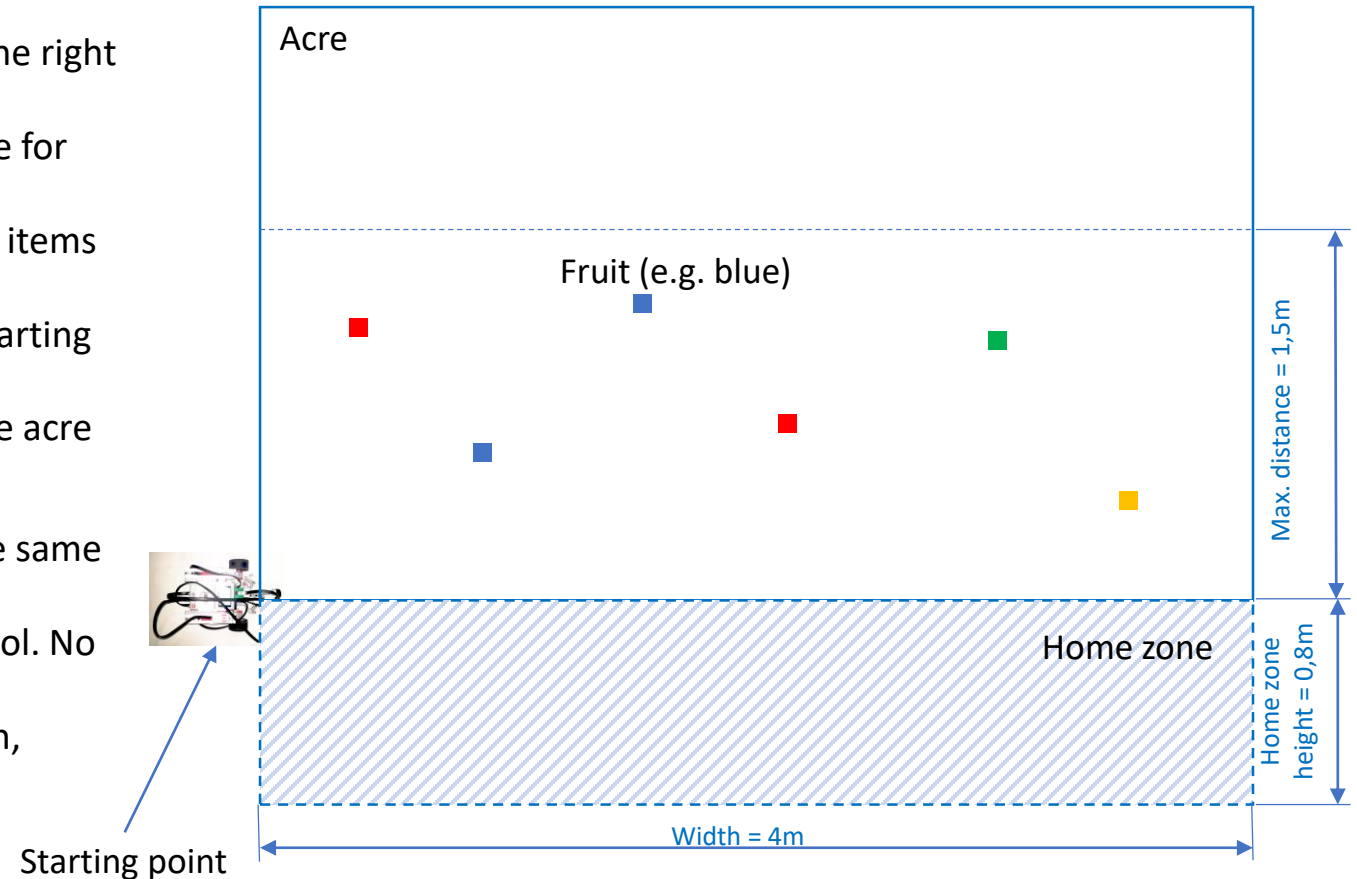 ne right
e for
items
arting
e acre
e same
ol. No
n,
Acre
Fruit (e.g. blue)
Max. distance = 1,5m
Home zone
Home zone
height = 0,8m
Width = 4m
Starting point